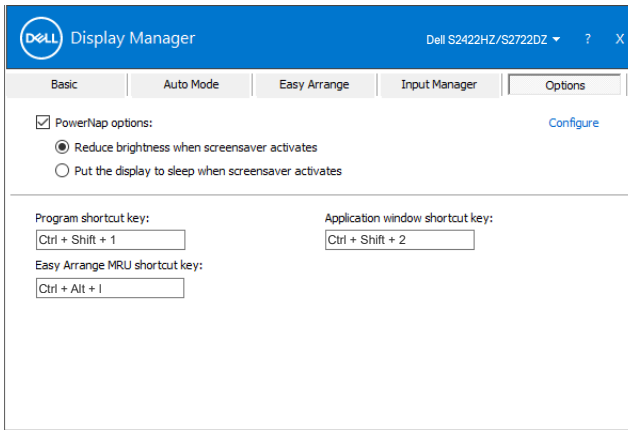 DELL Display Manager Dell S2422HZ/S2722DZ ? X
Basic Auto Mode Easy Arrange Input Manager Options
PowerNap options: Configure
Reduce brightness when screensaver activates
Put the display to sleep when screensaver activates
Program shortcut key: Application window shortcut key:
Ctrl + Shift + 1 Ctrl + Shift + 2
Easy Arrange MRU shortcut key:
Ctrl + Alt + l